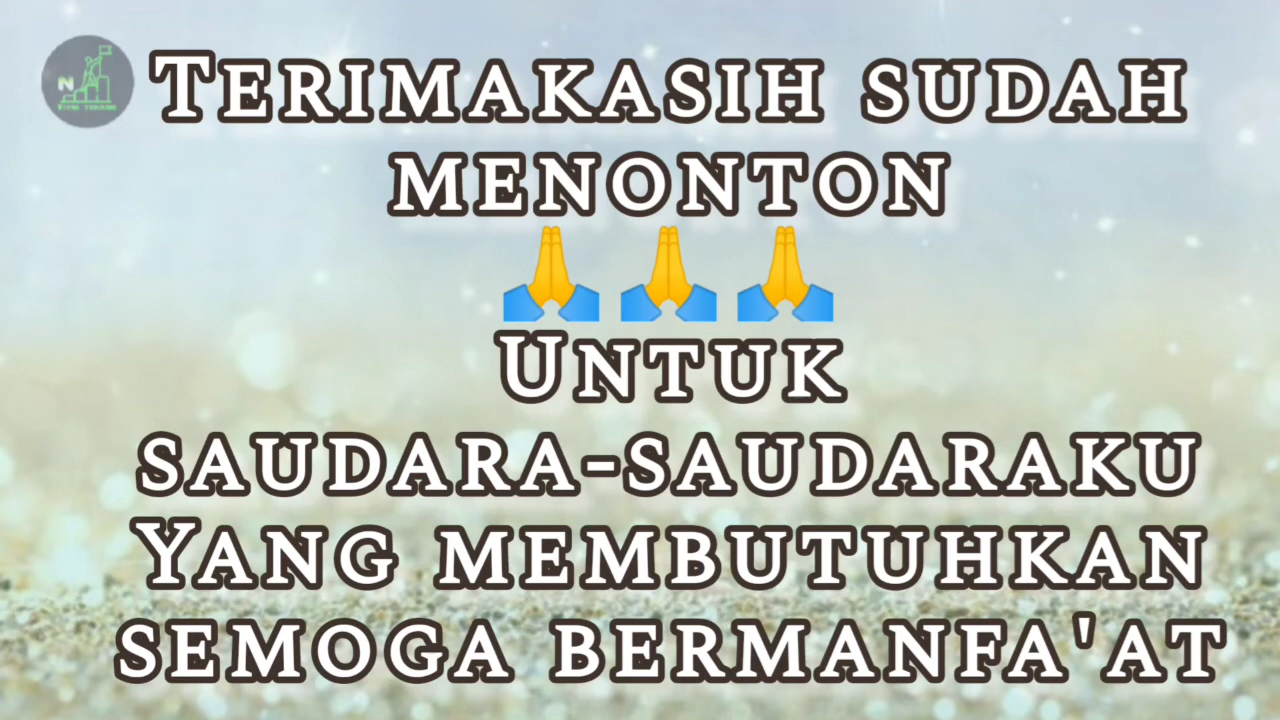 TERIMAKASIH SUDAH
MENONTON
🙏🙏🙏
UNTUK
SAUDARA-SAUDARAKU
YANG MEMBUTUHKAN
SEMOGA BERMANFA'AT
N